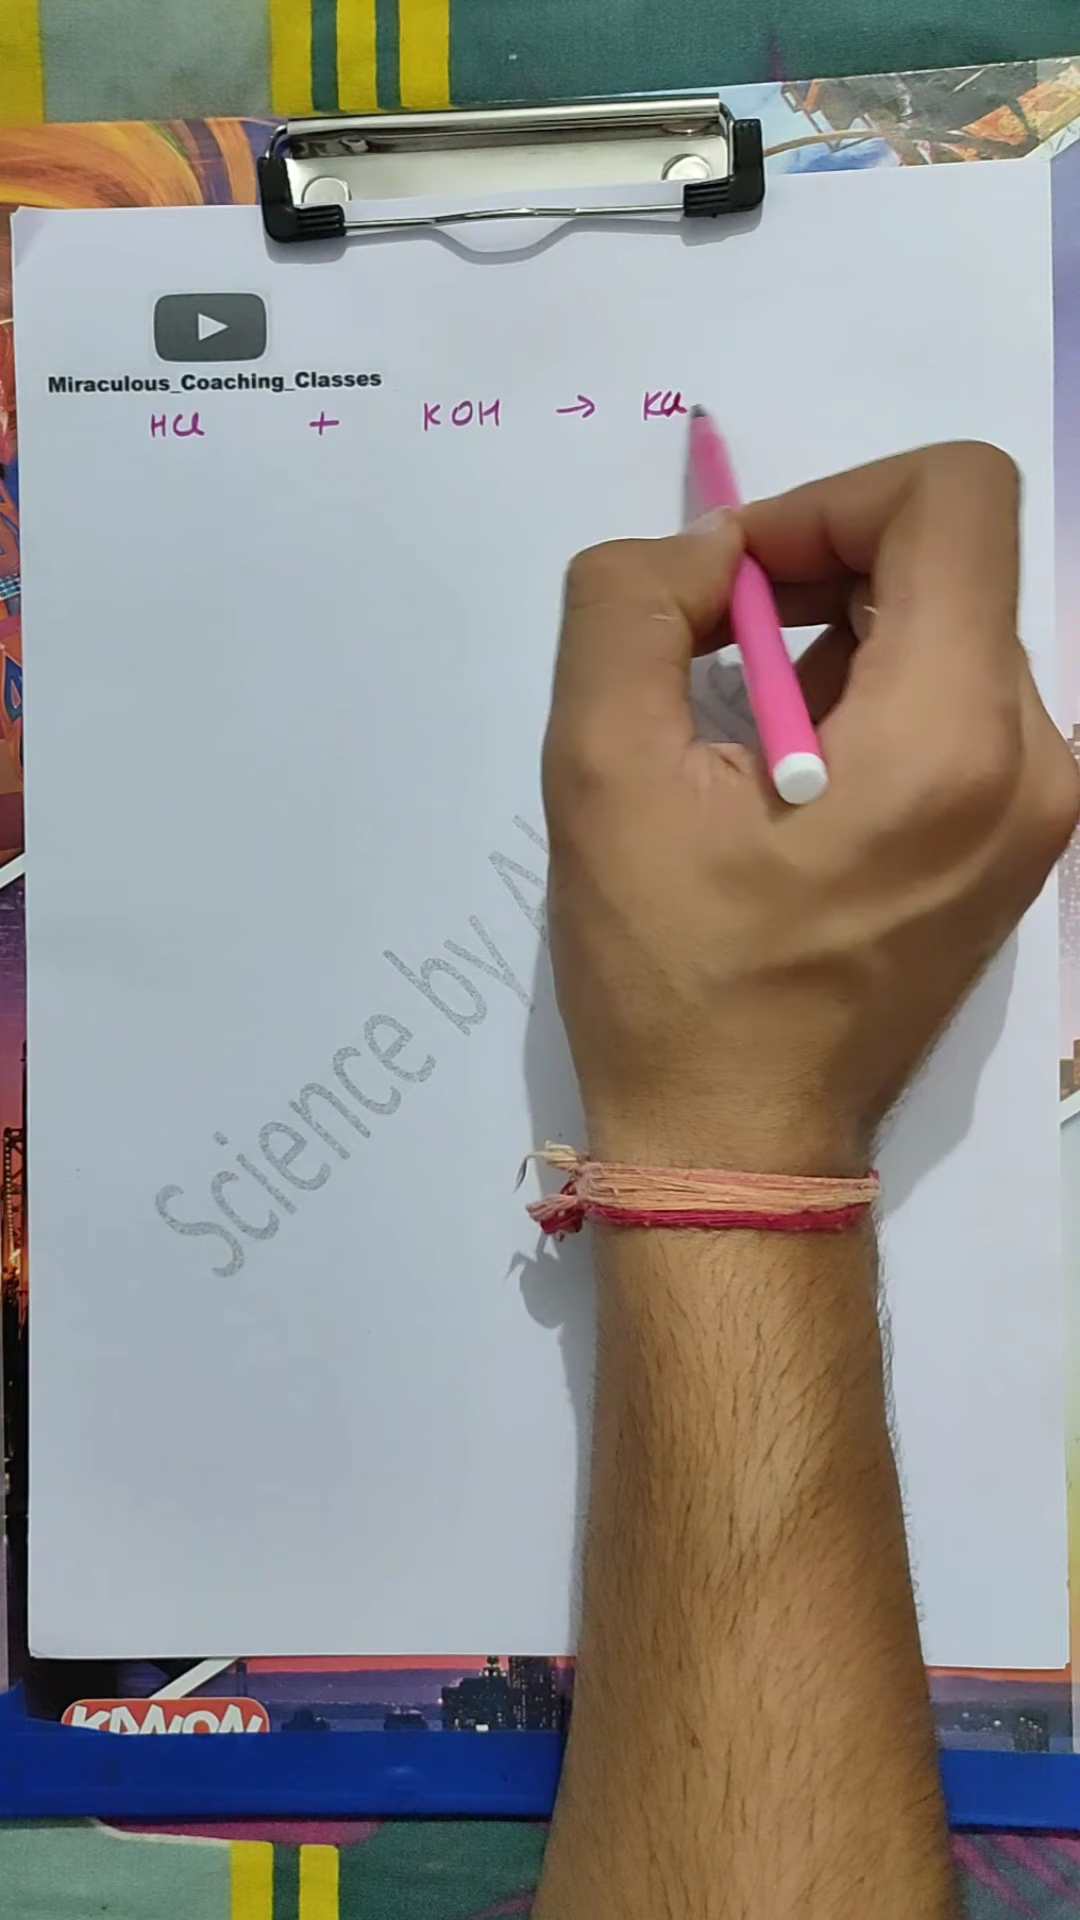 Miraculous_Coaching_Classes
HCl + KOH → KCl
Science by